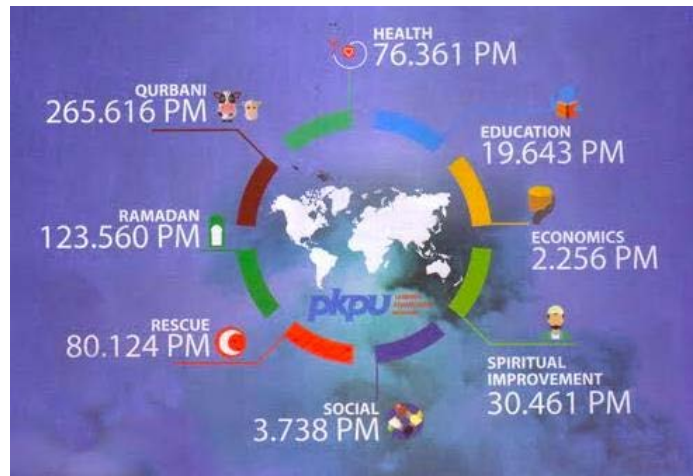 HEALTH
76.361 PM
QURBANI
265.616 PM
EDUCATION
19.643 PM
RAMADAN
123.560 PM
ECONOMICS
2.256 PM
pkpu
RESCUE
80.124 PM
SPIRITUAL
IMPROVEMENT
30.461 PM
SOCIAL
3.738 PM